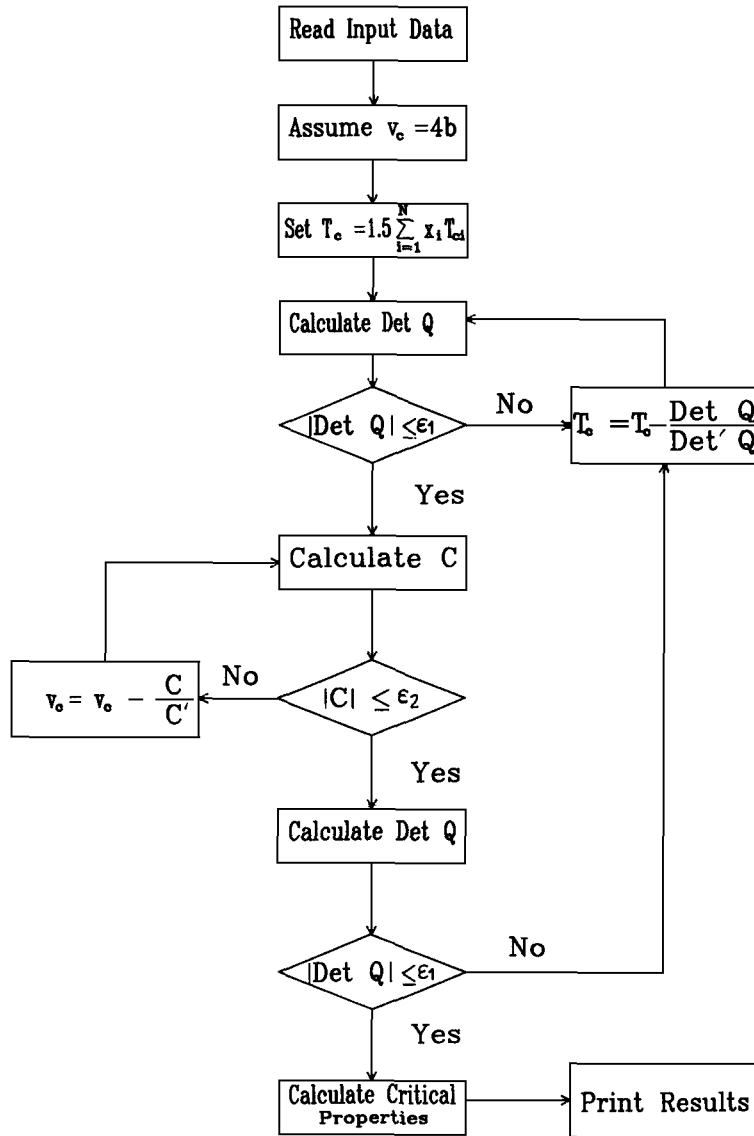 Read Input Data
Assume v_c =4b
Set T_c =1.5 ∑_{i=1}^{N} x_i T_ci
Calculate Det Q
|Det Q| ≤ε1
No
T_c = T_c - Det Q / Det′ Q
Yes
Calculate C
|C| ≤ ε2
No
v_c = v_c - C / C′
Yes
Calculate Det Q
|Det Q| ≤ε1
No
Yes
Calculate Critical
Properties
Print Results